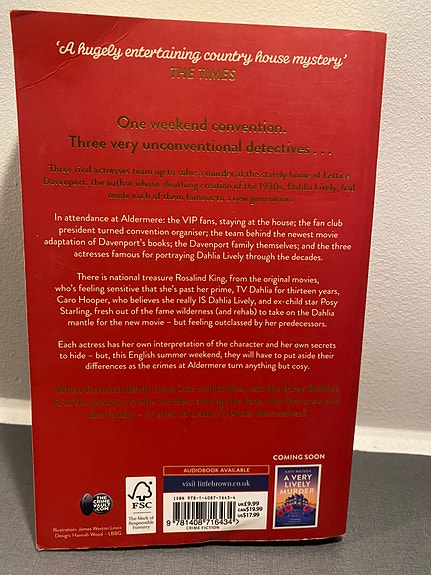 'A hugely entertaining country house mystery'
THE TIMES
One weekend convention.
Three very unconventional detectives . . .
Three rival actresses team up to solve a murder at the stately home of Lettice
Davenport, the author whose sleuthing creation of the 1930s, Dahlia Lively, had
made each of them famous to a new generation.
In attendance at Aldermere: the VIP fans, staying at the house; the fan club
president turned convention organiser; the team behind the newest movie
adaptation of Davenport's books; the Davenport family themselves; and the three
actresses famous for portraying Dahlia Lively through the decades.
There is national treasure Rosalind King, from the original movies,
who's feeling sensitive that she's past her prime, TV Dahlia for thirteen years,
Caro Hooper, who believes she really IS Dahlia Lively, and ex-child star Posy
Starling, fresh out of the fame wilderness (and rehab) to take on the Dahlia
mantle for the new movie – but feeling outclassed by her predecessors.
Each actress has her own interpretation of the character and her own secrets
to hide – but, this English summer weekend, they will have to put aside their
differences as the crimes at Aldermere turn anything but cosy.
COMING SOON
AUDIOBOOK AVAILABLE
visit littlebrown.co.uk
KATY WATSON
A VERY
LIVELY
MURDER
THE
CRIME
VAULT
.COM
FSC
The Mark of
Responsible
Forestry
ISBN 978-1-4087-1643-4
9 781408 716434
CRIME FICTION
UK£9.99
CAN$19.99
US$17.99
Illustration: James Weston Lewis
Design: Hannah Wood – LBBG